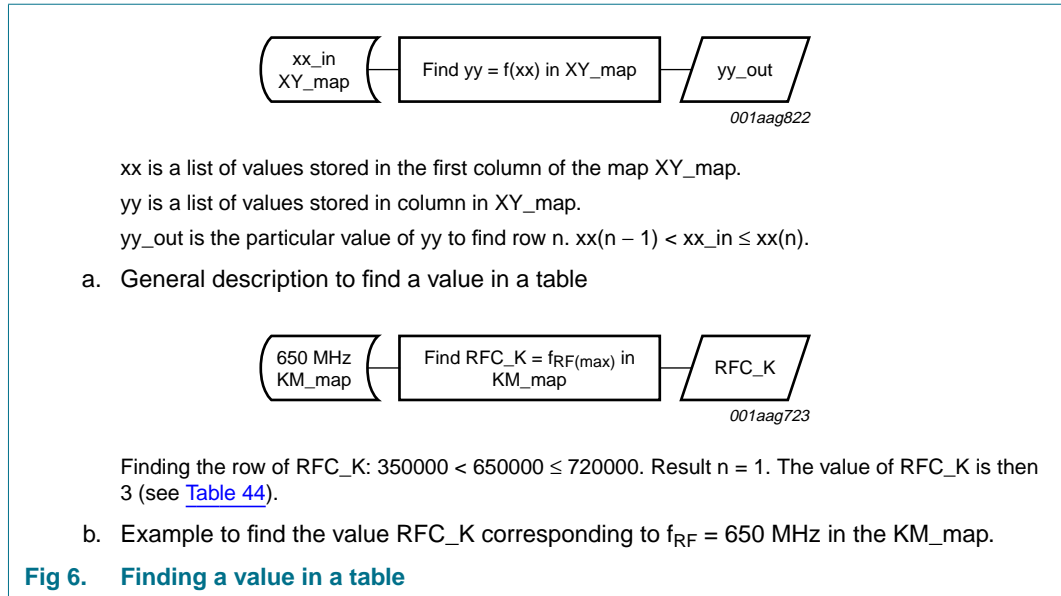 xx_in
XY_map
Find yy = f(xx) in XY_map
yy_out
001aag822
xx is a list of values stored in the first column of the map XY_map.
yy is a list of values stored in column in XY_map.
yy_out is the particular value of yy to find row n. xx(n − 1) < xx_in ≤ xx(n).
a. General description to find a value in a table
650 MHz
KM_map
Find RFC_K = fRF(max) in
KM_map
RFC_K
001aag723
Finding the row of RFC_K: 350000 < 650000 ≤ 720000. Result n = 1. The value of RFC_K is then
3 (see Table 44).
b. Example to find the value RFC_K corresponding to fRF = 650 MHz in the KM_map.
Fig 6. Finding a value in a table